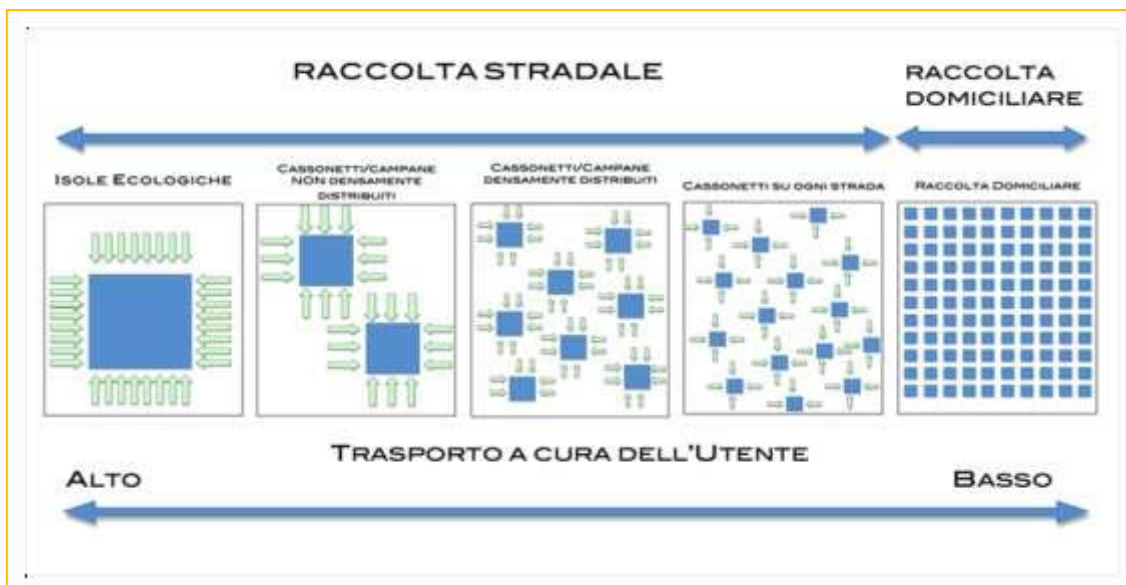 RACCOLTA STRADALE
RACCOLTA
DOMICILIARE
ISOLE ECOLOGICHE
CASSONETTI/CAMPANE
NON DENSAMENTE
DISTRIBUITI
CASSONETTI/CAMPANE
DENSAMENTE DISTRIBUITI
CASSONETTI SU OGNI STRADA
RACCOLTA DOMICILIARE
TRASPORTO A CURA DELL'UTENTE
ALTO
BASSO